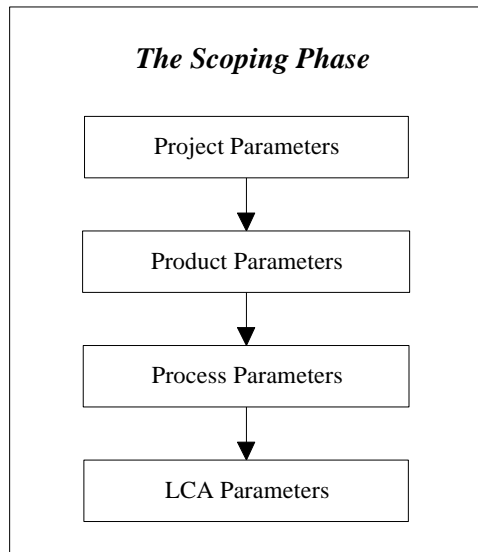 The Scoping Phase
Project Parameters
Product Parameters
Process Parameters
LCA Parameters